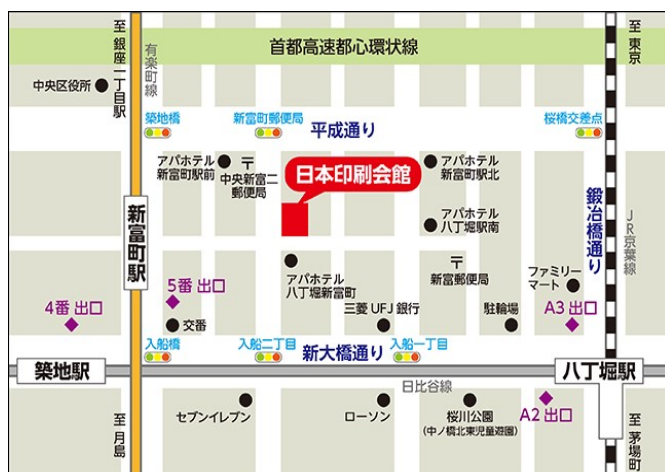 至 銀座一丁目駅
有楽町線
首都高速都心環状線
至 東京
中央区役所
築地橋
新富町郵便局
平成通り
桜橋交差点
アパホテル
新富町駅前
中央新富二
郵便局
日本印刷会館
アパホテル
新富町駅北
アパホテル
八丁堀駅南
新富町駅
鍛冶橋通り
JR京葉線
アパホテル
八丁堀新富町
新富郵便局
ファミリー
マート
4番 出口
5番 出口
交番
三菱 UFJ 銀行
駐輪場
A3 出口
入船橋
入船二丁目
新大橋通り
入船一丁目
築地駅
八丁堀駅
日比谷線
至 月島
セブンイレブン
ローソン
桜川公園
(中ノ橋北東児童遊園)
A2 出口
至 茅場町